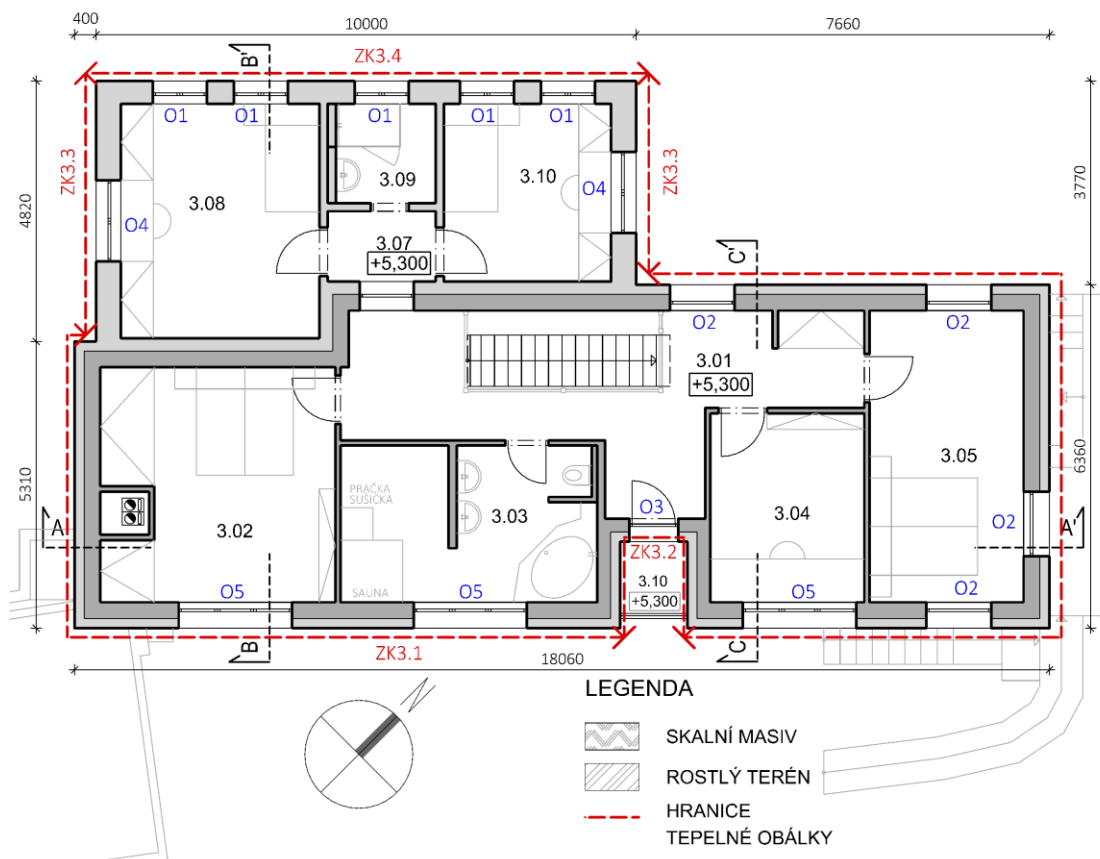 400
10000
7660
B'
ZK3.4
O1
O1
O1
O1
O1
ZK3.3
ZK3.3
4820
3770
3.08
3.09
3.10
O4
O4
3.07
+5,300
C'
O2
O2
3.01
+5,300
5310
6360
PRAČKA
SUŠIČKA
3.02
3.03
O3
3.04
3.05
O2
A
A'
ZK3.2
3.10
+5,300
SAUNA
O5
O5
O5
O2
B
C
ZK3.1
18060
N
LEGENDA
SKALNÍ MASIV
ROSTLÝ TERÉN
HRANICE
TEPELNÉ OBÁLKY